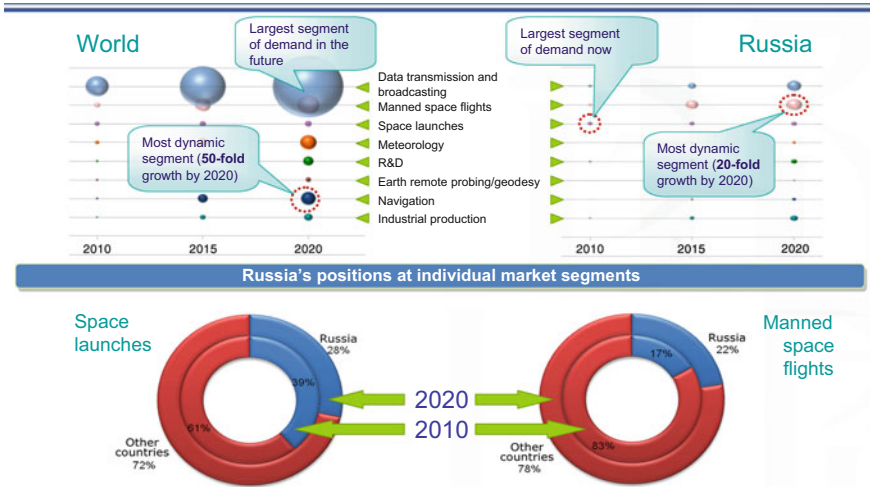 World
Russia
Largest segment
of demand in the
future
Largest segment
of demand now
Data transmission and
broadcasting
Manned space flights
Space launches
Meteorology
R&D
Earth remote probing/geodesy
Navigation
Industrial production
Most dynamic
segment (50-fold
growth by 2020)
Most dynamic
segment (20-fold
growth by 2020)
2010
2015
2020
2010
2015
2020
Russia's positions at individual market segments
Space
launches
Russia
28%
39%
61%
Other
countries
72%
2020
2010
Manned
space
flights
Russia
22%
17%
83%
Other
countries
78%